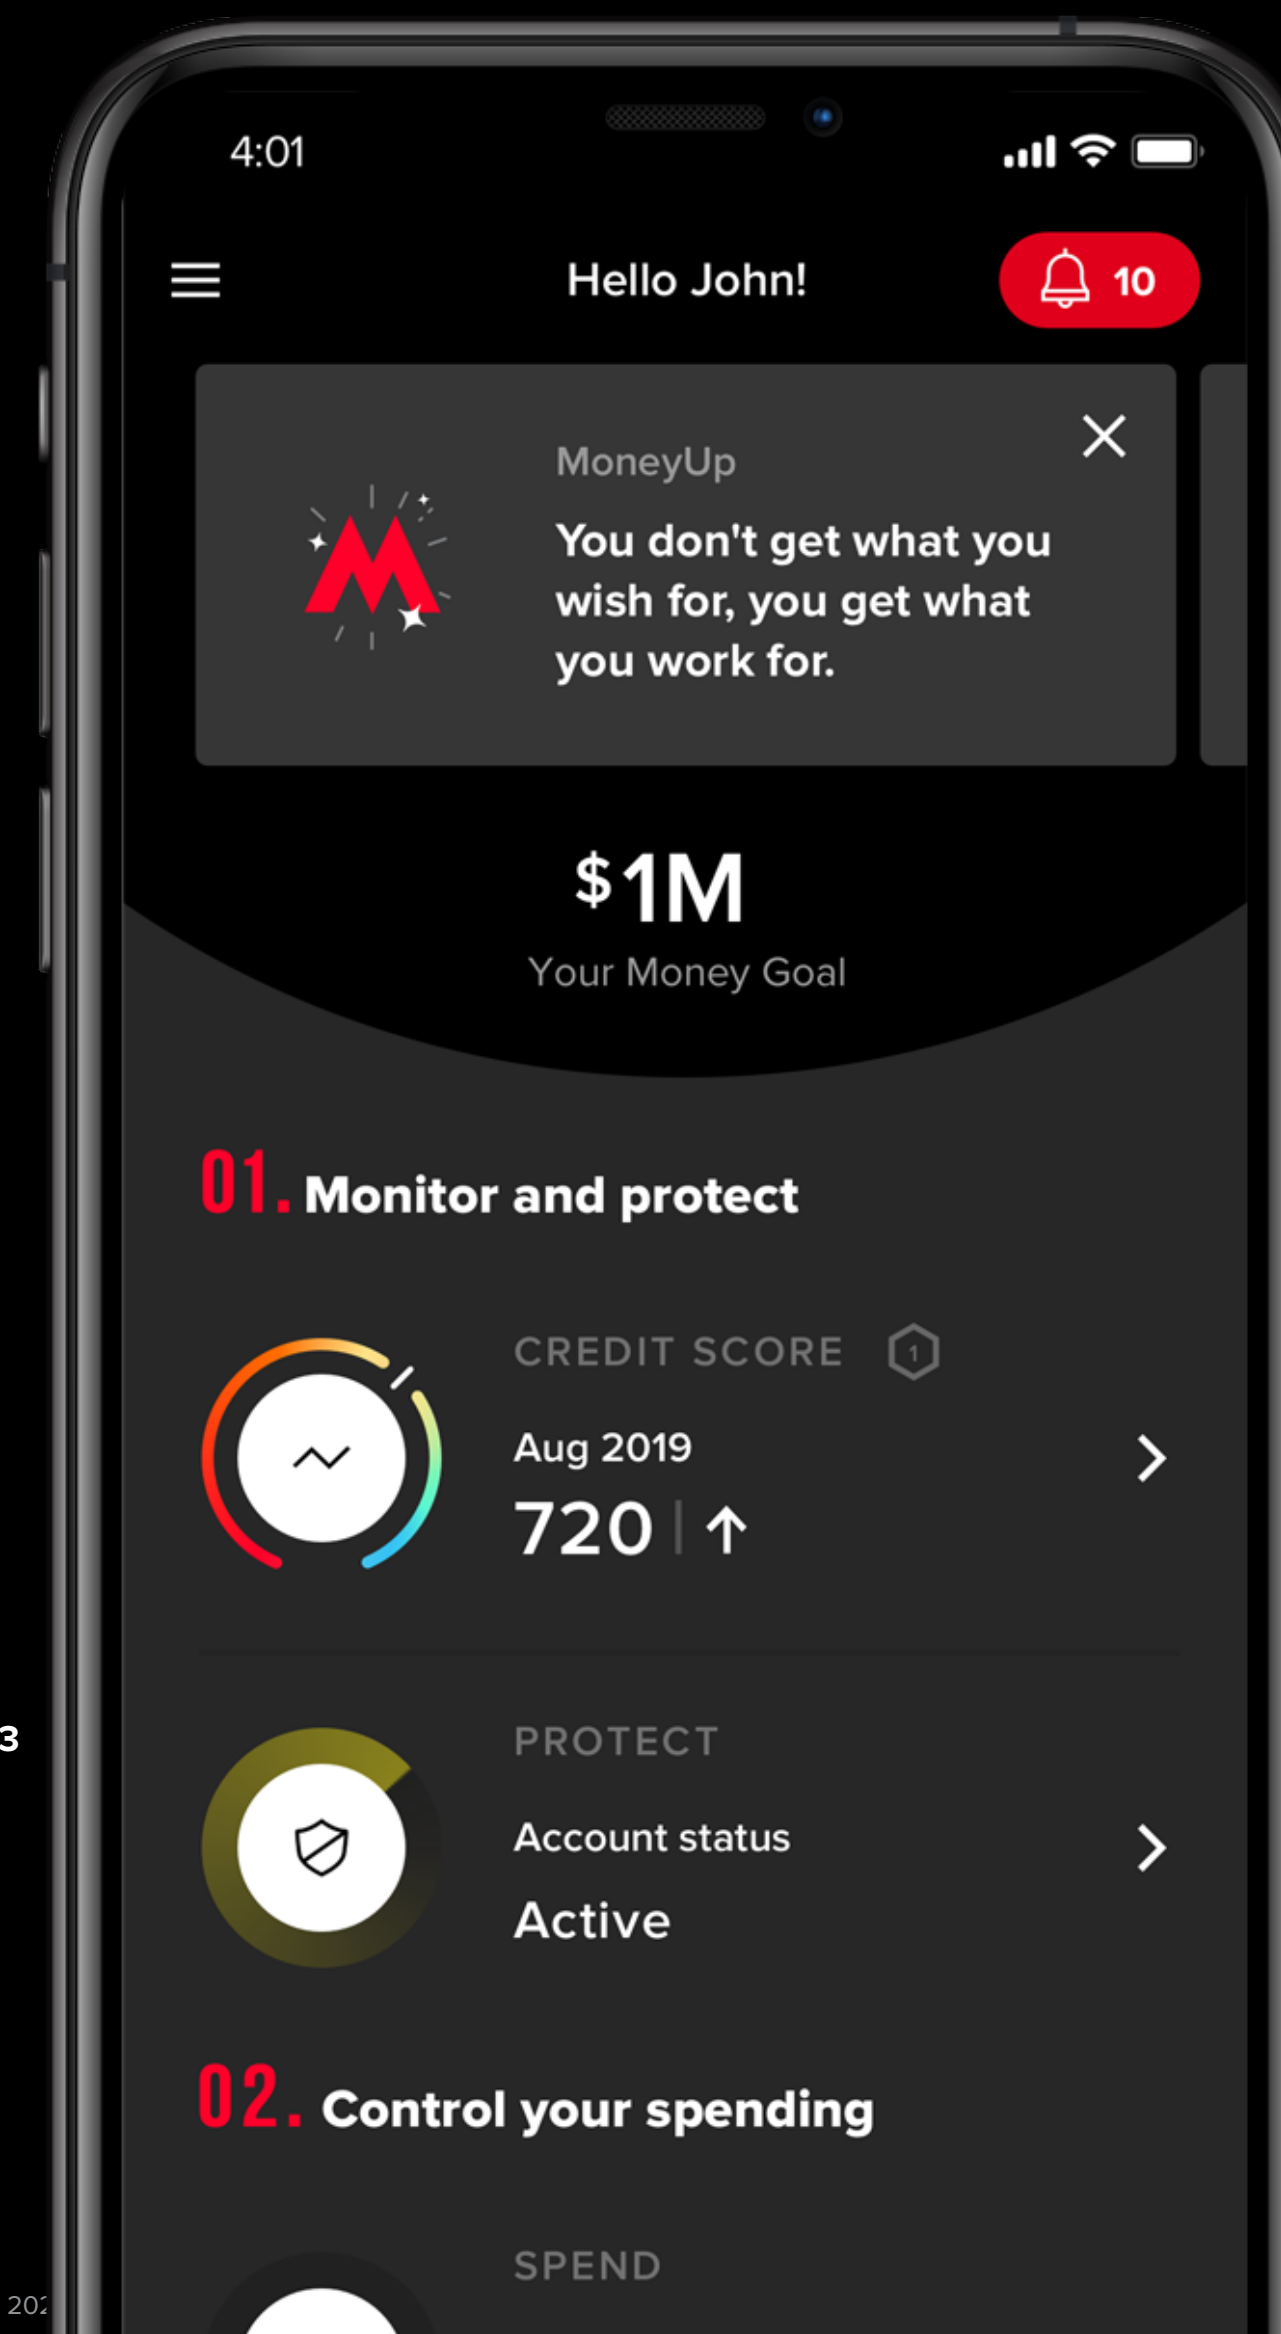 4:01
Hello John!
10
MoneyUp
You don't get what you
wish for, you get what
you work for.
$1M
Your Money Goal
01. Monitor and protect
CREDIT SCORE 1
Aug 2019
720
3
PROTECT
Account status
Active
02. Control your spending
SPEND